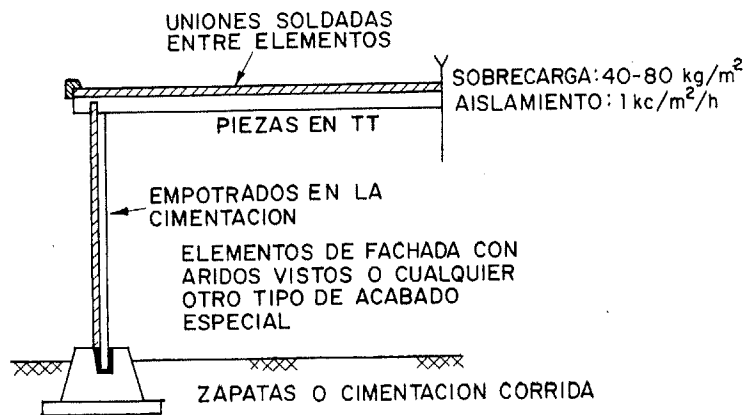 UNIONES SOLDADAS
ENTRE ELEMENTOS
SOBRECARGA: 40-80 kg/m²
AISLAMIENTO: 1 kc/m²/h
PIEZAS EN TT
EMPOTRADOS EN LA
CIMENTACION
ELEMENTOS DE FACHADA CON
ARIDOS VISTOS O CUALQUIER
OTRO TIPO DE ACABADO
ESPECIAL
ZAPATAS O CIMENTACION CORRIDA